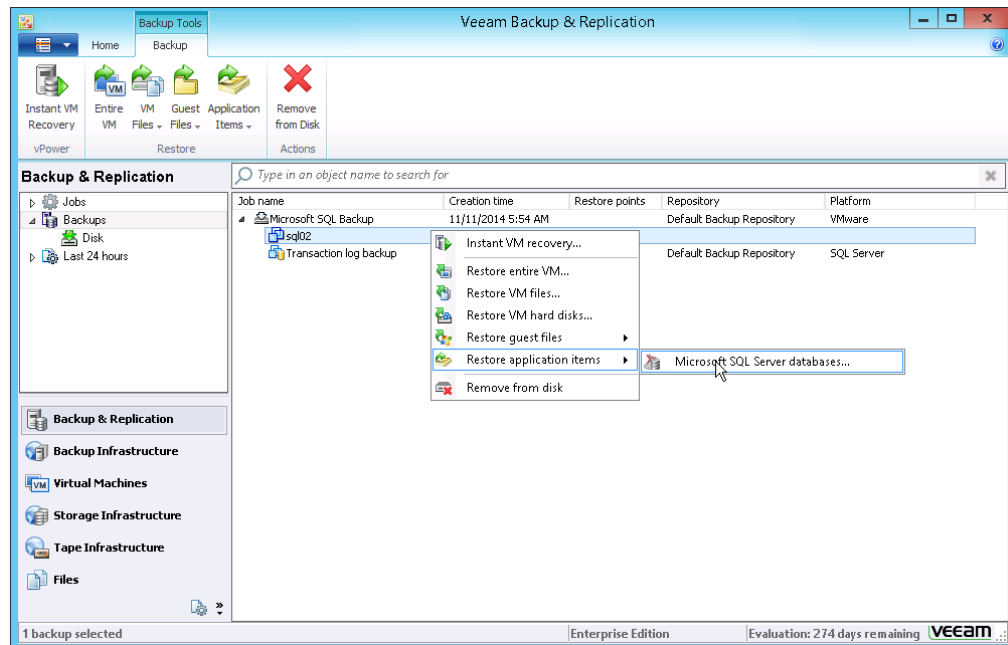 Backup Tools
Veeam Backup & Replication
Home
Backup
Instant VM Recovery
Entire VM
VM Files
Guest Files
Application Items
Remove from Disk
vPower
Restore
Actions
Backup & Replication
Type in an object name to search for
Jobs
Backups
Disk
Last 24 hours
Job name Creation time Restore points Repository Platform
Microsoft SQL Backup 11/11/2014 5:54 AM Default Backup Repository VMware
sql02
Transaction log backup Default Backup Repository SQL Server
Instant VM recovery...
Restore entire VM...
Restore VM files...
Restore VM hard disks...
Restore guest files
Restore application items
Microsoft SQL Server databases...
Remove from disk
Backup & Replication
Backup Infrastructure
Virtual Machines
Storage Infrastructure
Tape Infrastructure
Files
1 backup selected
Enterprise Edition
Evaluation: 274 days remaining
veeam